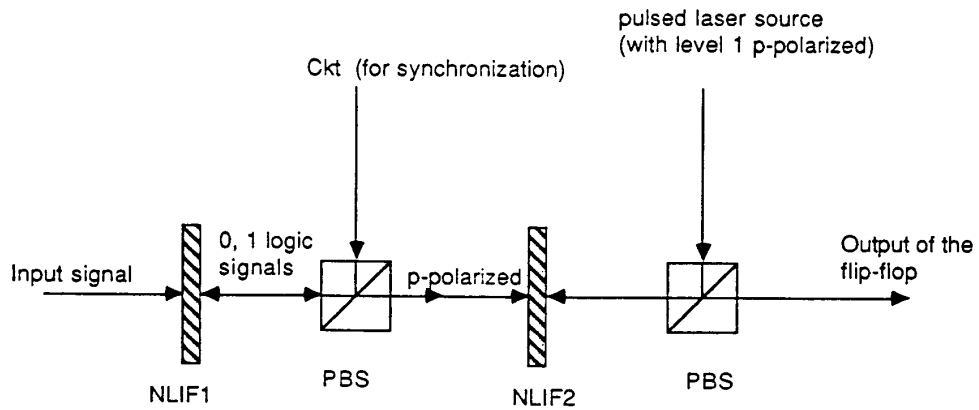 pulsed laser source
(with level 1 p-polarized)
Ckt (for synchronization)
0, 1 logic
signals
Input signal
p-polarized
Output of the
flip-flop
NLIF1
PBS
NLIF2
PBS